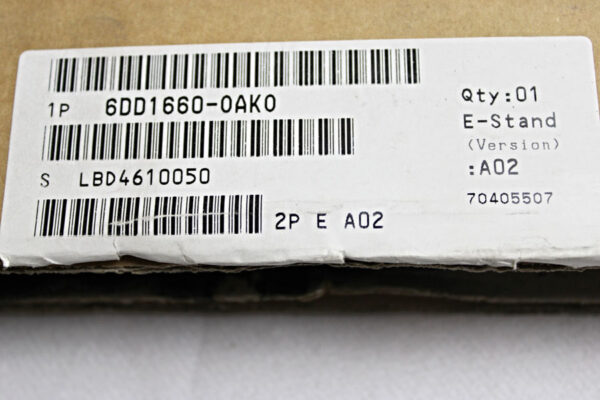 1P 6DD1660-0AK0
S LBD4610050
2P E A02
Qty:01
E-Stand
(Version)
:A02
70405507